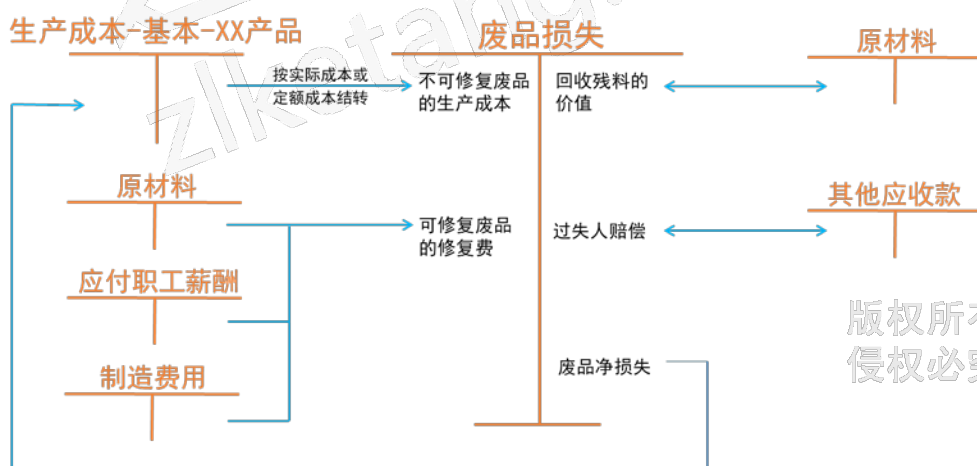 生产成本-基本-XX产品
废品损失
原材料
按实际成本或
定额成本结转
不可修复废品
的生产成本
回收残料的
价值
原材料
可修复废品
的修复费
过失人赔偿
其他应收款
应付职工薪酬
制造费用
废品净损失
zlketang.
版权所
侵权必